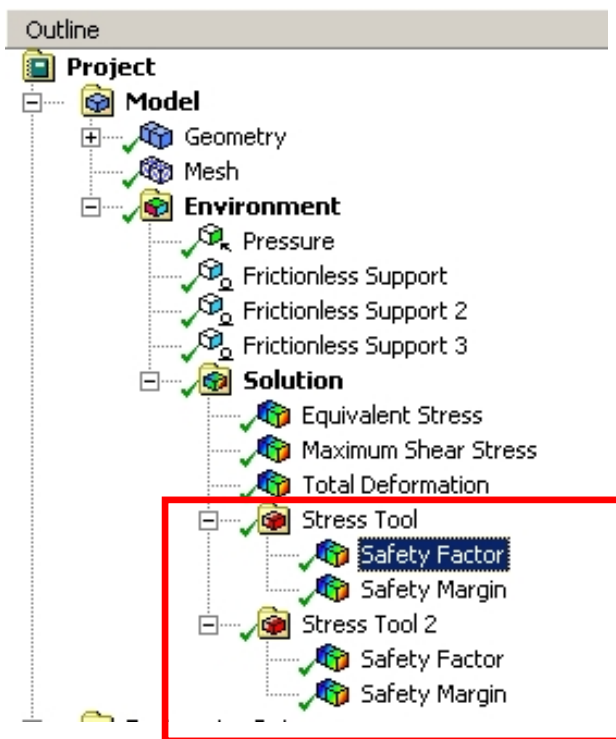 Outline
Project
Model
Geometry
Mesh
Environment
Pressure
Frictionless Support
Frictionless Support 2
Frictionless Support 3
Solution
Equivalent Stress
Maximum Shear Stress
Total Deformation
Stress Tool
Safety Factor
Safety Margin
Stress Tool 2
Safety Factor
Safety Margin